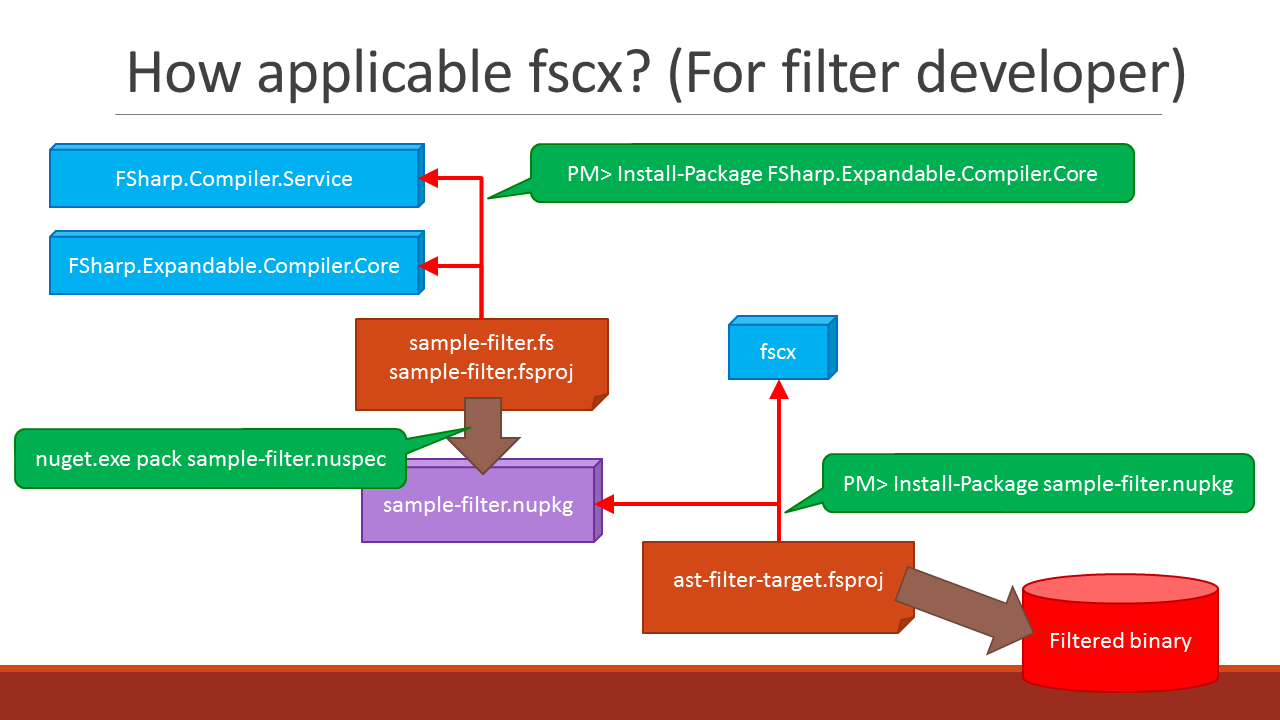 How applicable fscx? (For filter developer)
FSharp.Compiler.Service
PM> Install-Package FSharp.Expandable.Compiler.Core
FSharp.Expandable.Compiler.Core
sample-filter.fs
sample-filter.fsproj
fscx
nuget.exe pack sample-filter.nuspec
sample-filter.nupkg
PM> Install-Package sample-filter.nupkg
ast-filter-target.fsproj
Filtered binary